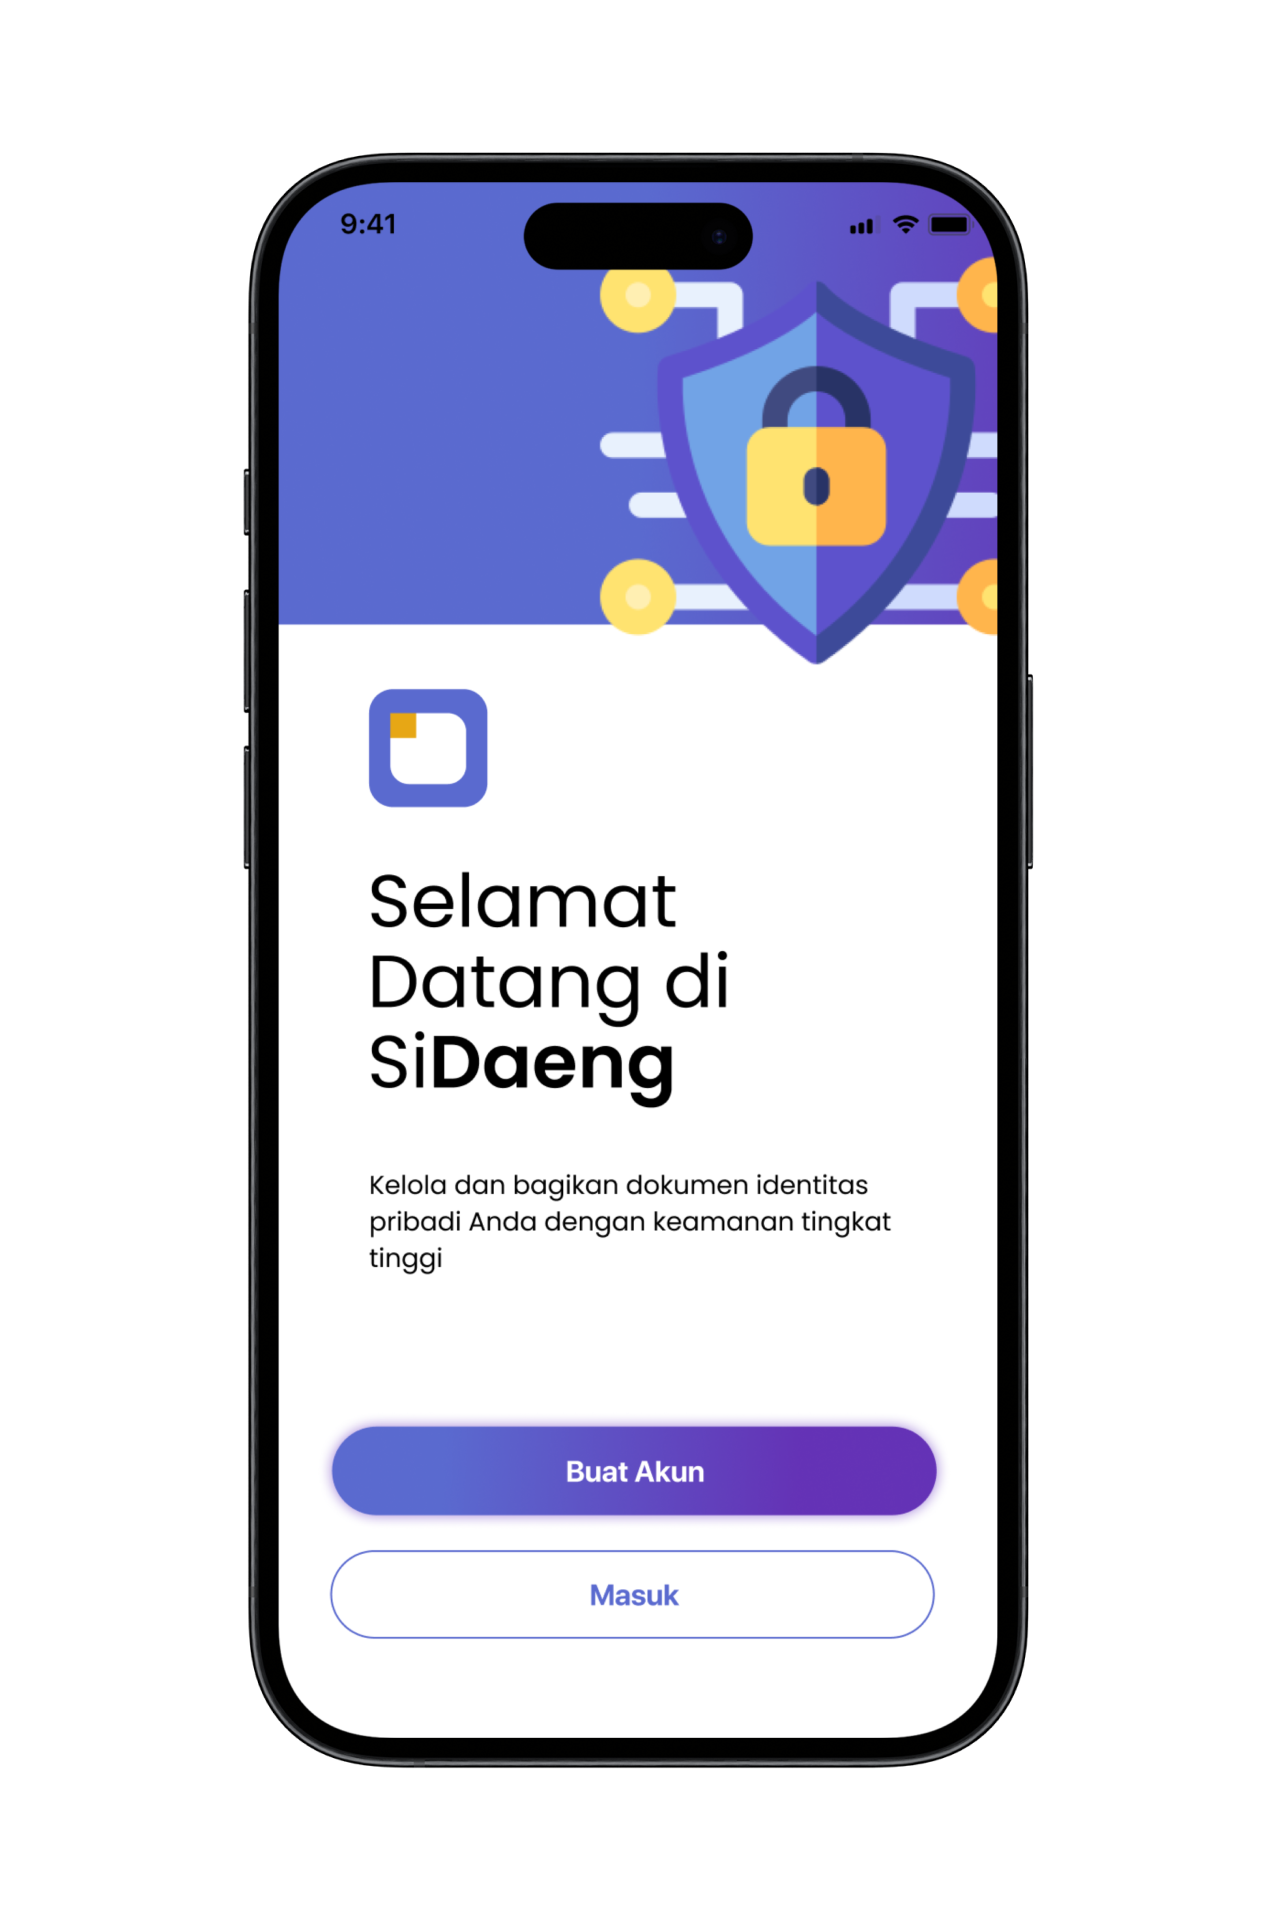 9:41
Selamat
Datang di
SiDaeng
Kelola dan bagikan dokumen identitas
pribadi Anda dengan keamanan tingkat
tinggi
Buat Akun
Masuk